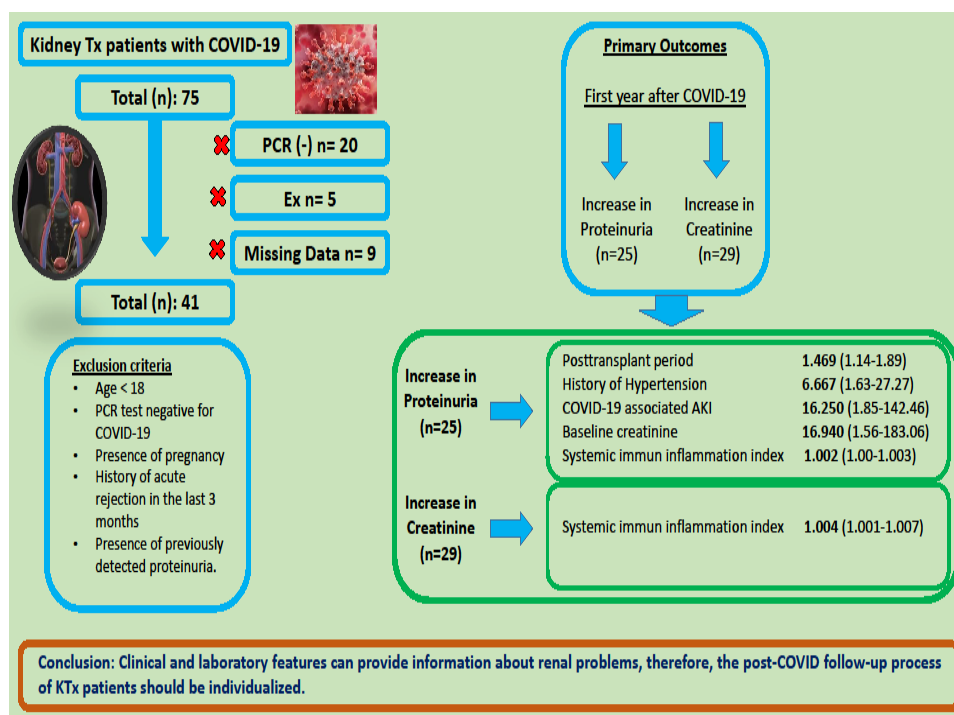 Kidney Tx patients with COVID-19
Total (n): 75
PCR (-) n= 20
Ex n= 5
Missing Data n= 9
Total (n): 41
Exclusion criteria
• Age < 18
• PCR test negative for
COVID-19
• Presence of pregnancy
• History of acute
rejection in the last 3
months
• Presence of previously
detected proteinuria.
Primary Outcomes
First year after COVID-19
Increase in
Proteinuria
(n=25)
Increase in
Creatinine
(n=29)
Increase in
Proteinuria
(n=25)
Posttransplant period 1.469 (1.14-1.89)
History of Hypertension 6.667 (1.63-27.27)
COVID-19 associated AKI 16.250 (1.85-142.46)
Baseline creatinine 16.940 (1.56-183.06)
Systemic immun inflammation index 1.002 (1.00-1.003)
Increase in
Creatinine
(n=29)
Systemic immun inflammation index 1.004 (1.001-1.007)
Conclusion: Clinical and laboratory features can provide information about renal problems, therefore, the post-COVID follow-up process
of KTx patients should be individualized.